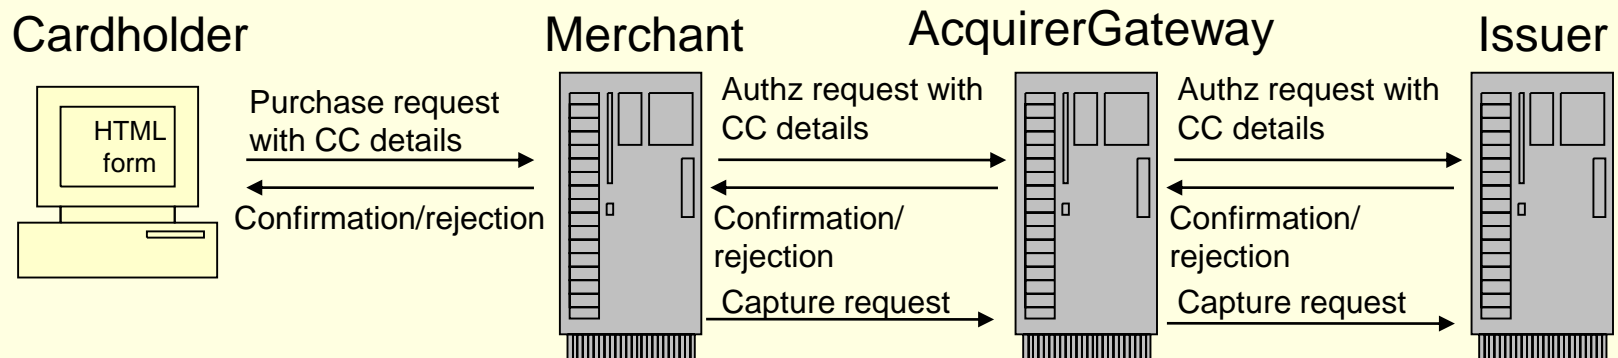 Cardholder
Merchant
AcquirerGateway
Issuer
HTML
form
Purchase request
with CC details
Confirmation/rejection
Authz request with
CC details
Confirmation/
rejection
Capture request
Authz request with
CC details
Confirmation/
rejection
Capture request